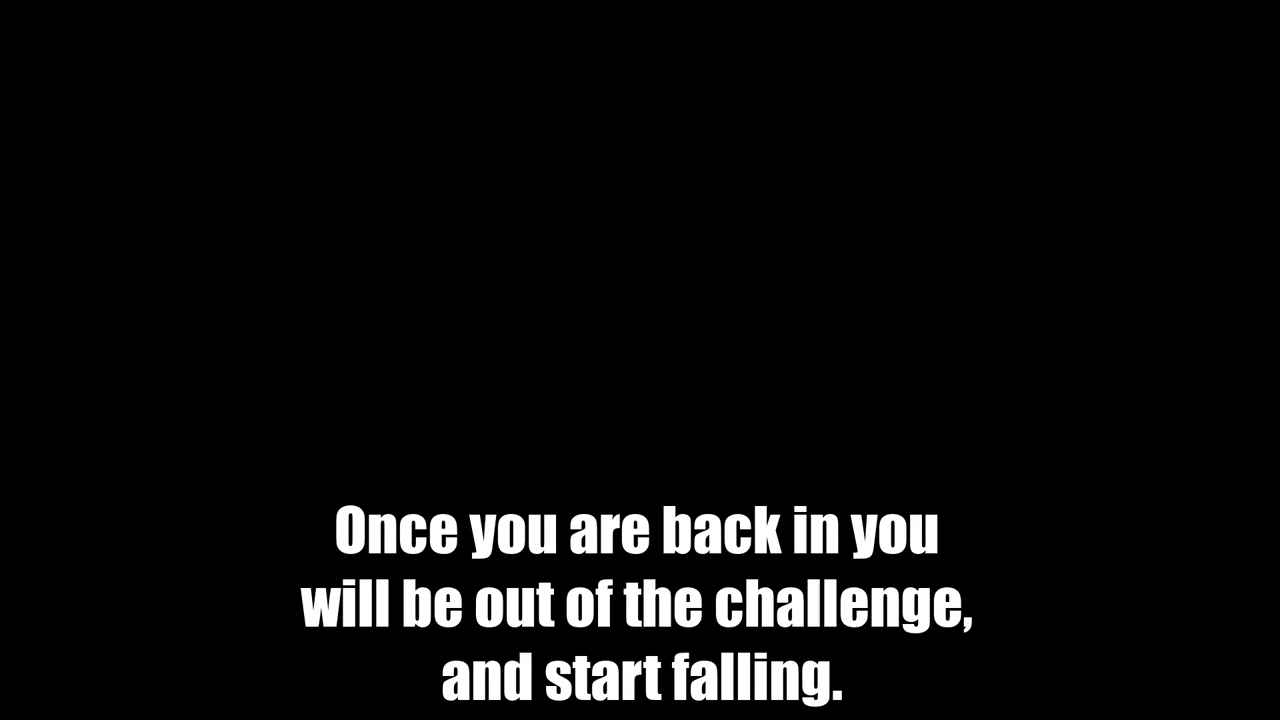 Once you are back in you
will be out of the challenge,
and start falling.